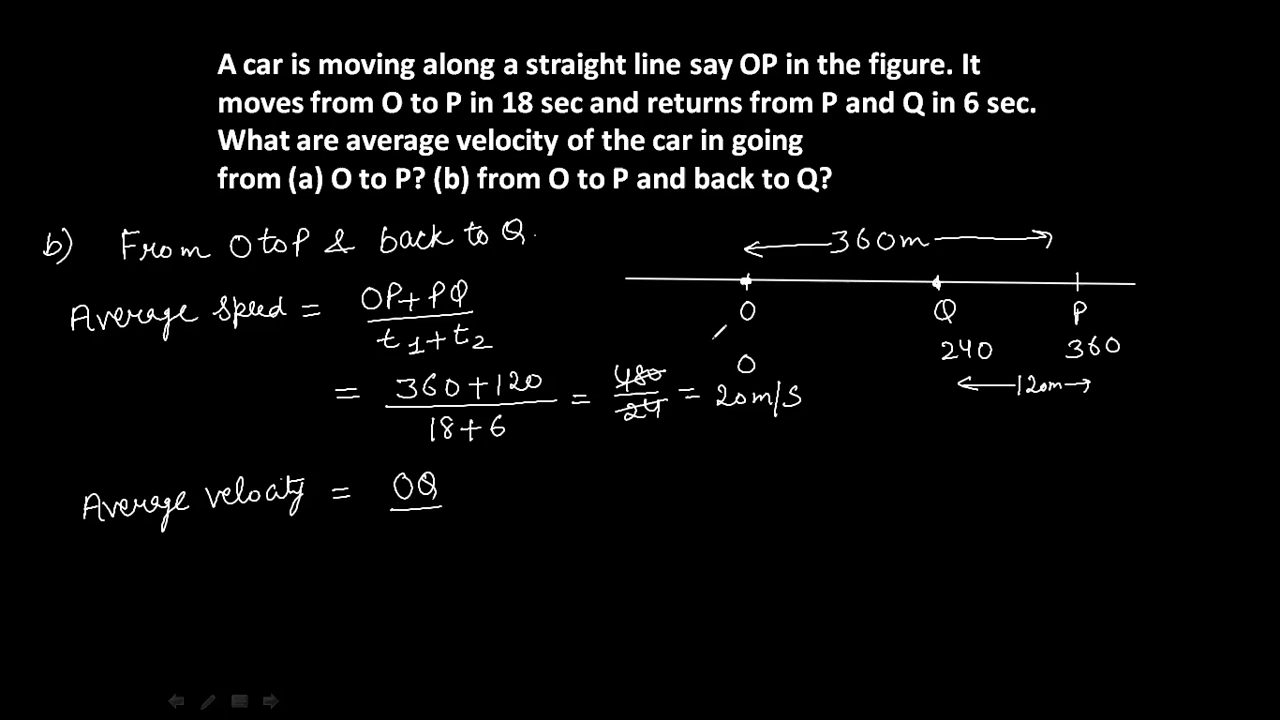 A car is moving along a straight line say OP in the figure. It
moves from O to P in 18 sec and returns from P and Q in 6 sec.
What are average velocity of the car in going
from (a) O to P? (b) from O to P and back to Q?
b) From O to P & back to Q.
360m
Average speed = OP+PQ / t1+t2
O Q P
0 240 360
120m
= 360+120 / 18+6 = 480 / 24 = 20m/s
Average velocity = OQ